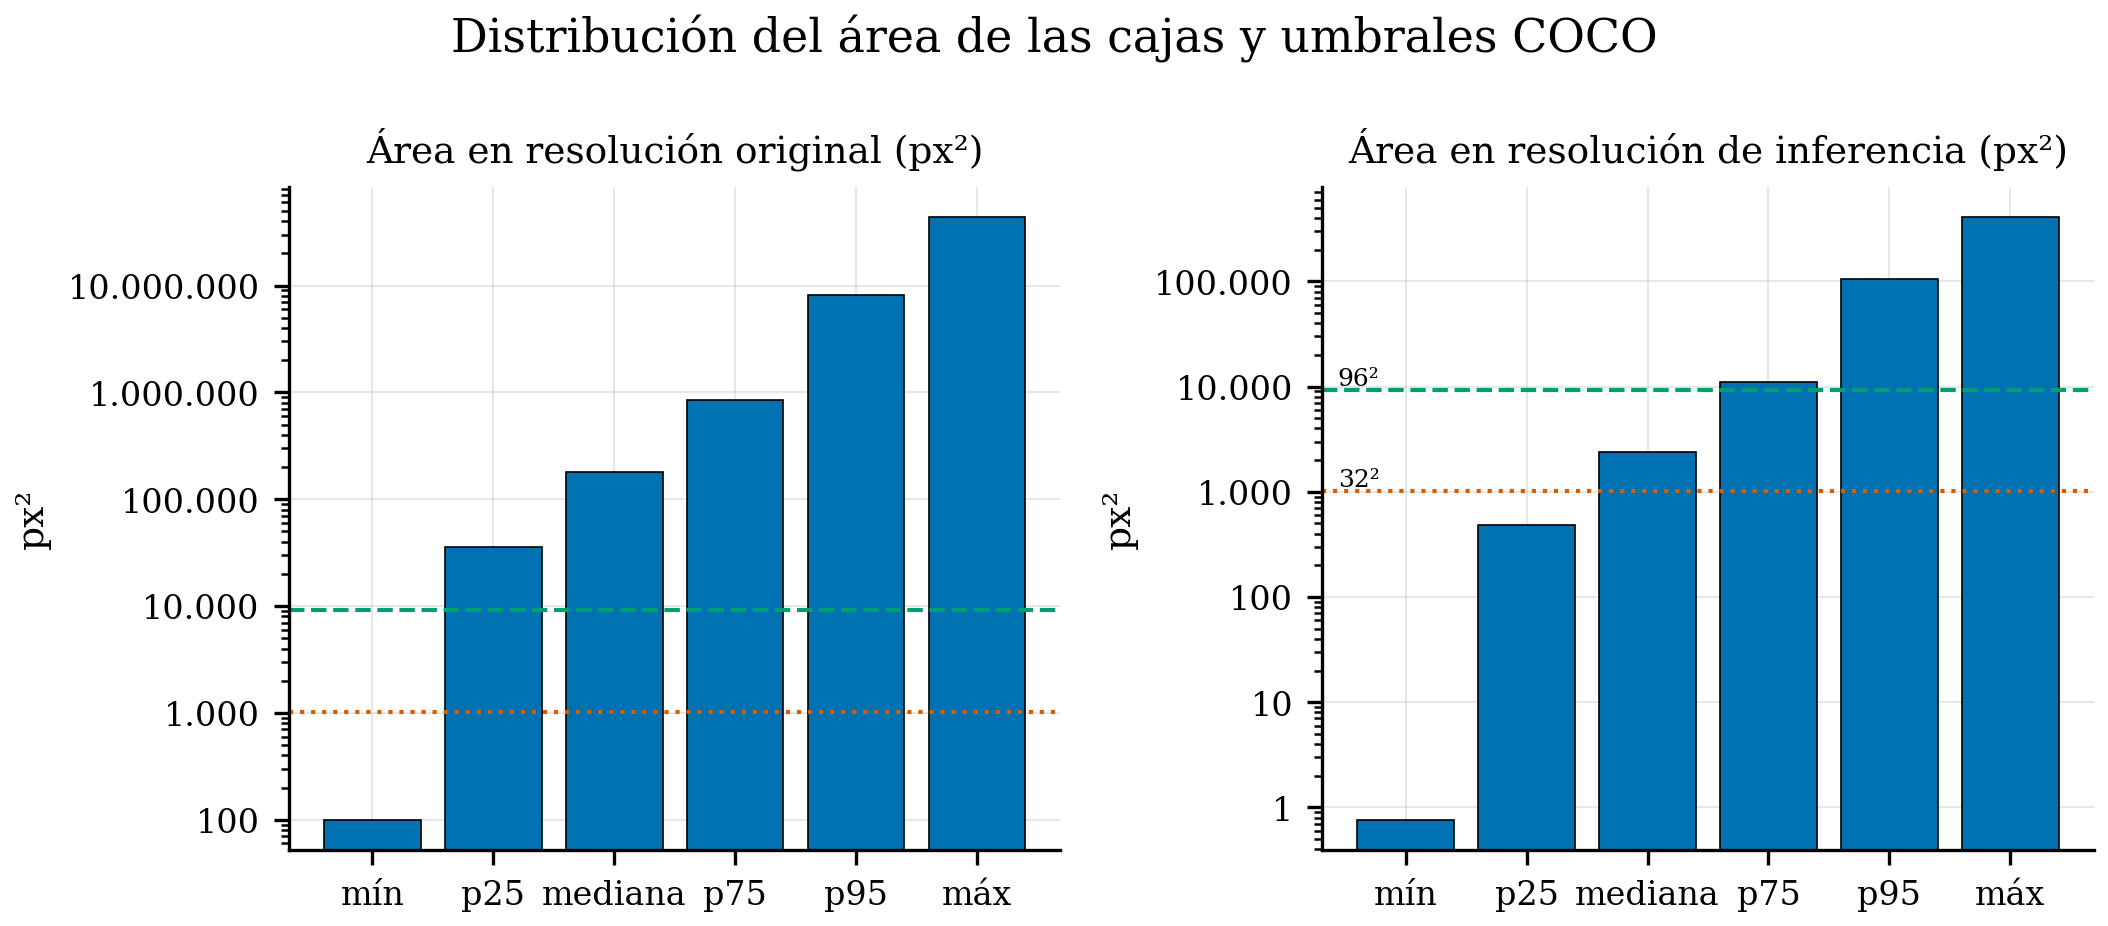 Distribución del área de las cajas y umbrales COCO
Área en resolución original (px²)
px²
10.000.000
1.000.000
100.000
10.000
1.000
100
mín p25 mediana p75 p95 máx
Área en resolución de inferencia (px²)
px²
100.000
10.000
1.000
100
10
1
96²
32²
mín p25 mediana p75 p95 máx